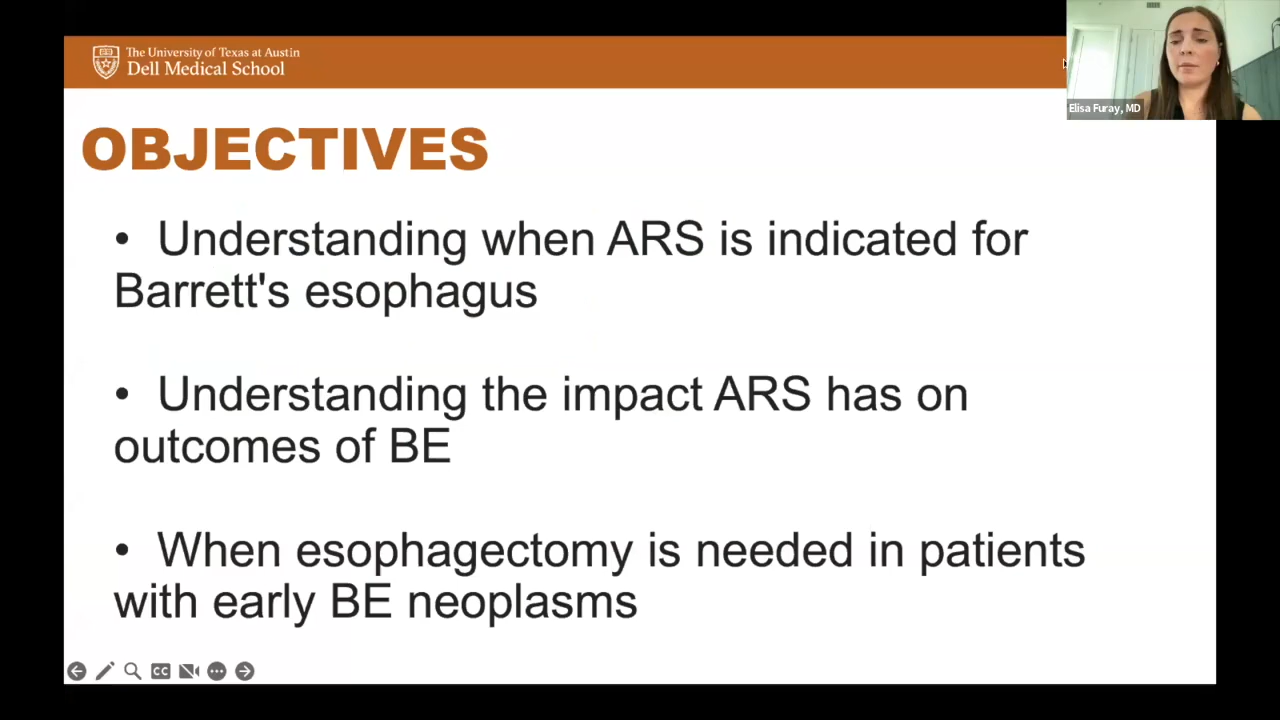 The University of Texas at Austin
Dell Medical School
Elisa Furay, MD
OBJECTIVES
• Understanding when ARS is indicated for
Barrett's esophagus
• Understanding the impact ARS has on
outcomes of BE
• When esophagectomy is needed in patients
with early BE neoplasms
CC